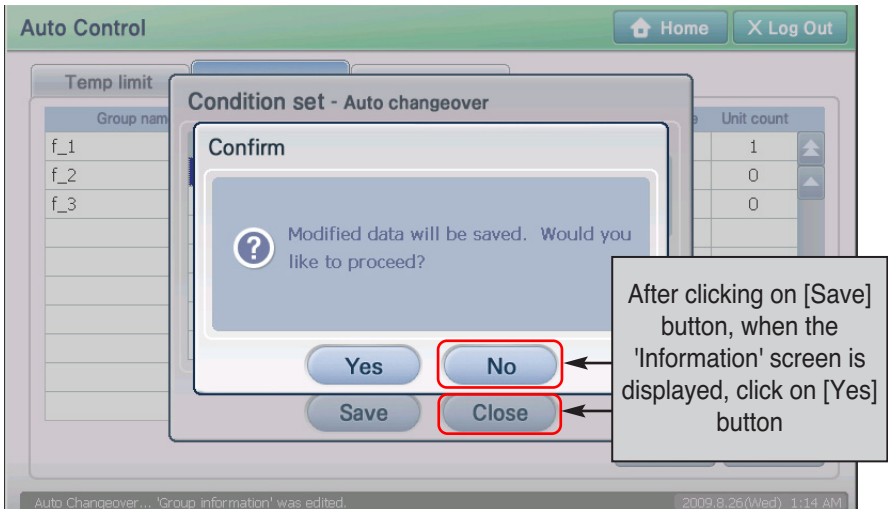 Auto Control
Home
X Log Out
Temp limit
Condition set - Auto changeover
Group nam
Unit count
f_1
1
f_2
0
f_3
0
Confirm
Modified data will be saved. Would you
like to proceed?
Yes
No
Save
Close
After clicking on [Save]
button, when the
'Information' screen is
displayed, click on [Yes]
button
Auto Changeover... 'Group information' was edited.
2009.8.26(Wed) 1:14 AM